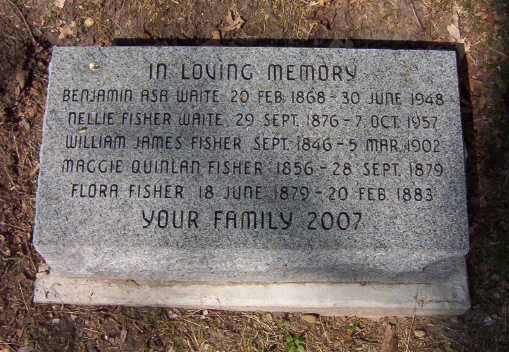 IN LOVING MEMORY
BENJAMIN ASA WAITE 20 FEB. 1868 - 30 JUNE 1948
NELLIE FISHER WAITE 29 SEPT. 1876 - 7 OCT. 1957
WILLIAM JAMES FISHER SEPT. 1846 - 5 MAR. 1902
MAGGIE QUINLAN FISHER 1856 - 28 SEPT. 1879
FLORA FISHER 18 JUNE 1879 - 20 FEB. 1883
YOUR FAMILY 2007